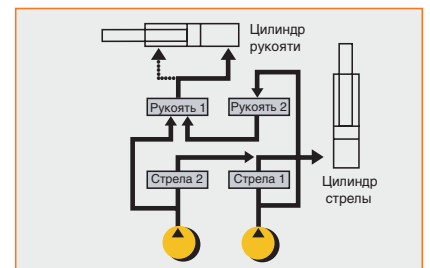 Цилиндр
рукояти
Рукоять 1
Рукоять 2
Стрела 2
Стрела 1
Цилиндр
стрелы